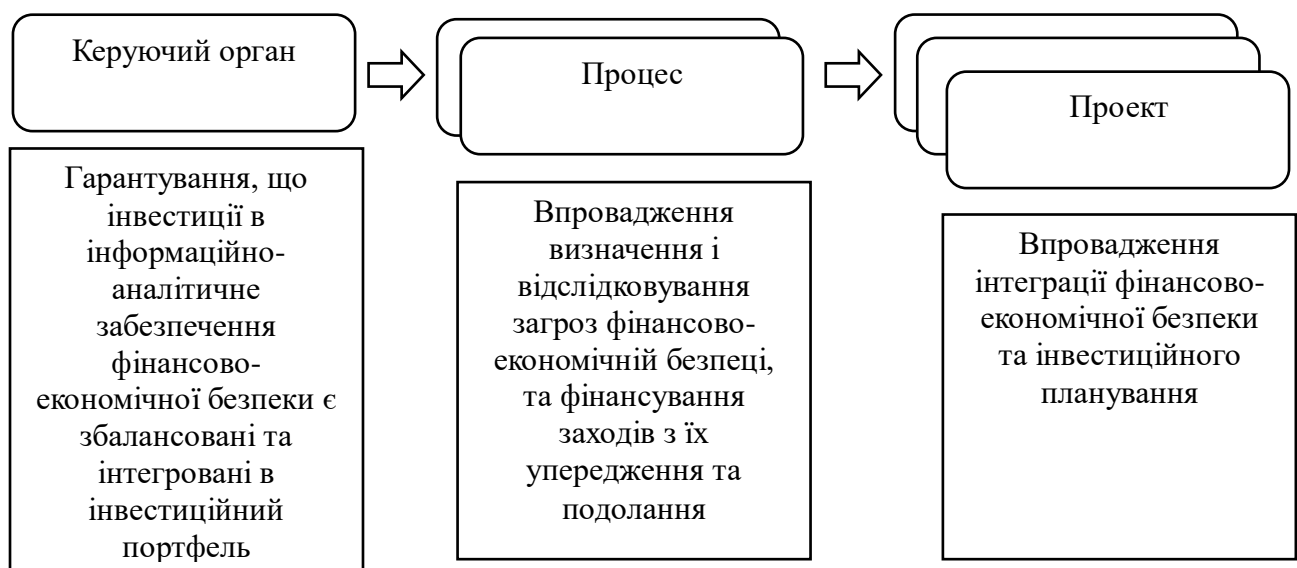 Керуючий орган
Процес
Проект
Гарантування, що
інвестиції в
інформаційно-
аналітичне
забезпечення
фінансово-
економічної безпеки є
збалансовані та
інтегровані в
інвестиційний
портфель
Впровадження
визначення і
відслідковування
загроз фінансово-
економічній безпеці,
та фінансування
заходів з їх
упередження та
подолання
Впровадження
інтеграції фінансово-
економічної безпеки
та інвестиційного
планування